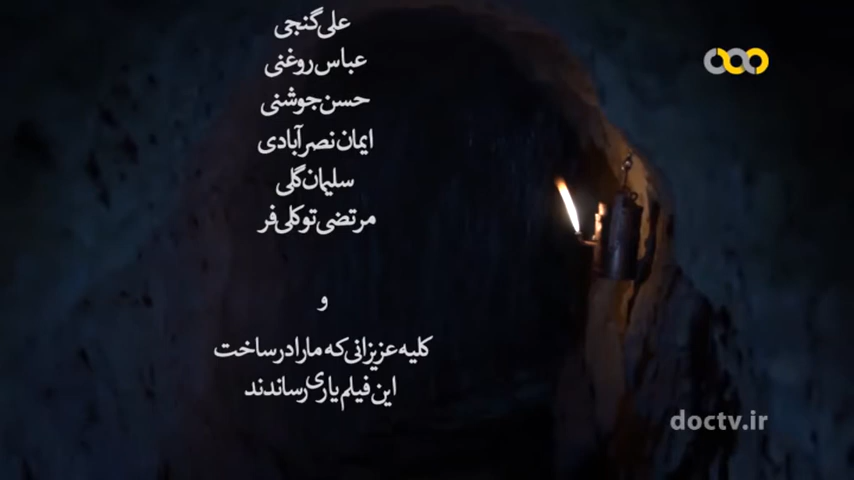 علی گنجی
عباس روغنی
حسن جوشنی
ایمان نصرآبادی
سلیمان گلی
مرتضی توکلی فر
و
کلیه عزیزانی که ما را در ساخت
این فیلم یاری رساندند
doctv.ir